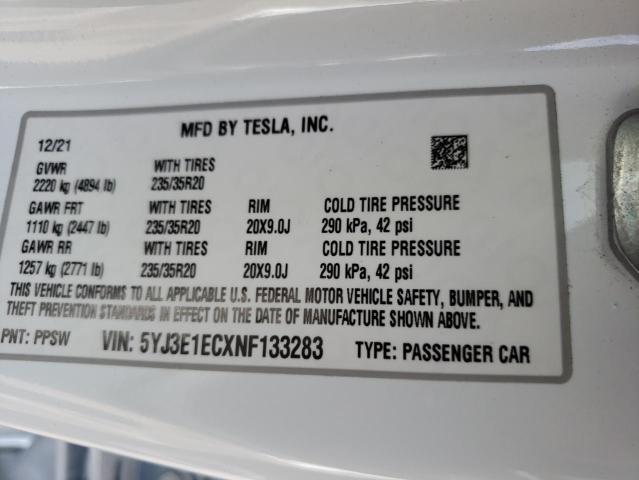 MFD BY TESLA, INC.
12/21
GVWR WITH TIRES
2220 kg (4894 lb) 235/35R20
GAWR FRT WITH TIRES RIM COLD TIRE PRESSURE
1110 kg (2447 lb) 235/35R20 20X9.0J 290 kPa, 42 psi
GAWR RR WITH TIRES RIM COLD TIRE PRESSURE
1257 kg (2771 lb) 235/35R20 20X9.0J 290 kPa, 42 psi
THIS VEHICLE CONFORMS TO ALL APPLICABLE U.S. FEDERAL MOTOR VEHICLE SAFETY, BUMPER, AND
THEFT PREVENTION STANDARDS IN EFFECT ON THE DATE OF MANUFACTURE SHOWN ABOVE.
PNT: PPSW VIN: 5YJ3E1ECXNF133283 TYPE: PASSENGER CAR